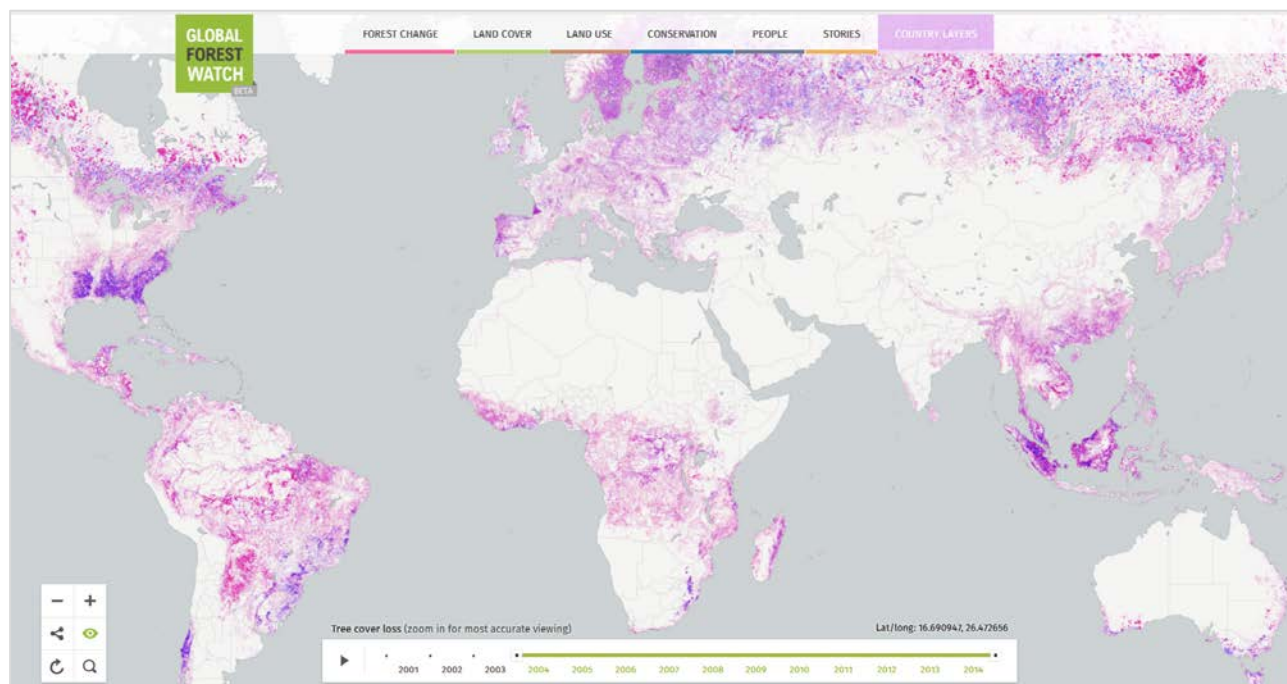 GLOBAL
FOREST
WATCH
BETA
FOREST CHANGE LAND COVER LAND USE CONSERVATION PEOPLE STORIES COUNTRY LAYERS
Tree cover loss (zoom in for most accurate viewing) Lat/long: 16.690947, 26.472656
2001 2002 2003 2004 2005 2006 2007 2008 2009 2010 2011 2012 2013 2014